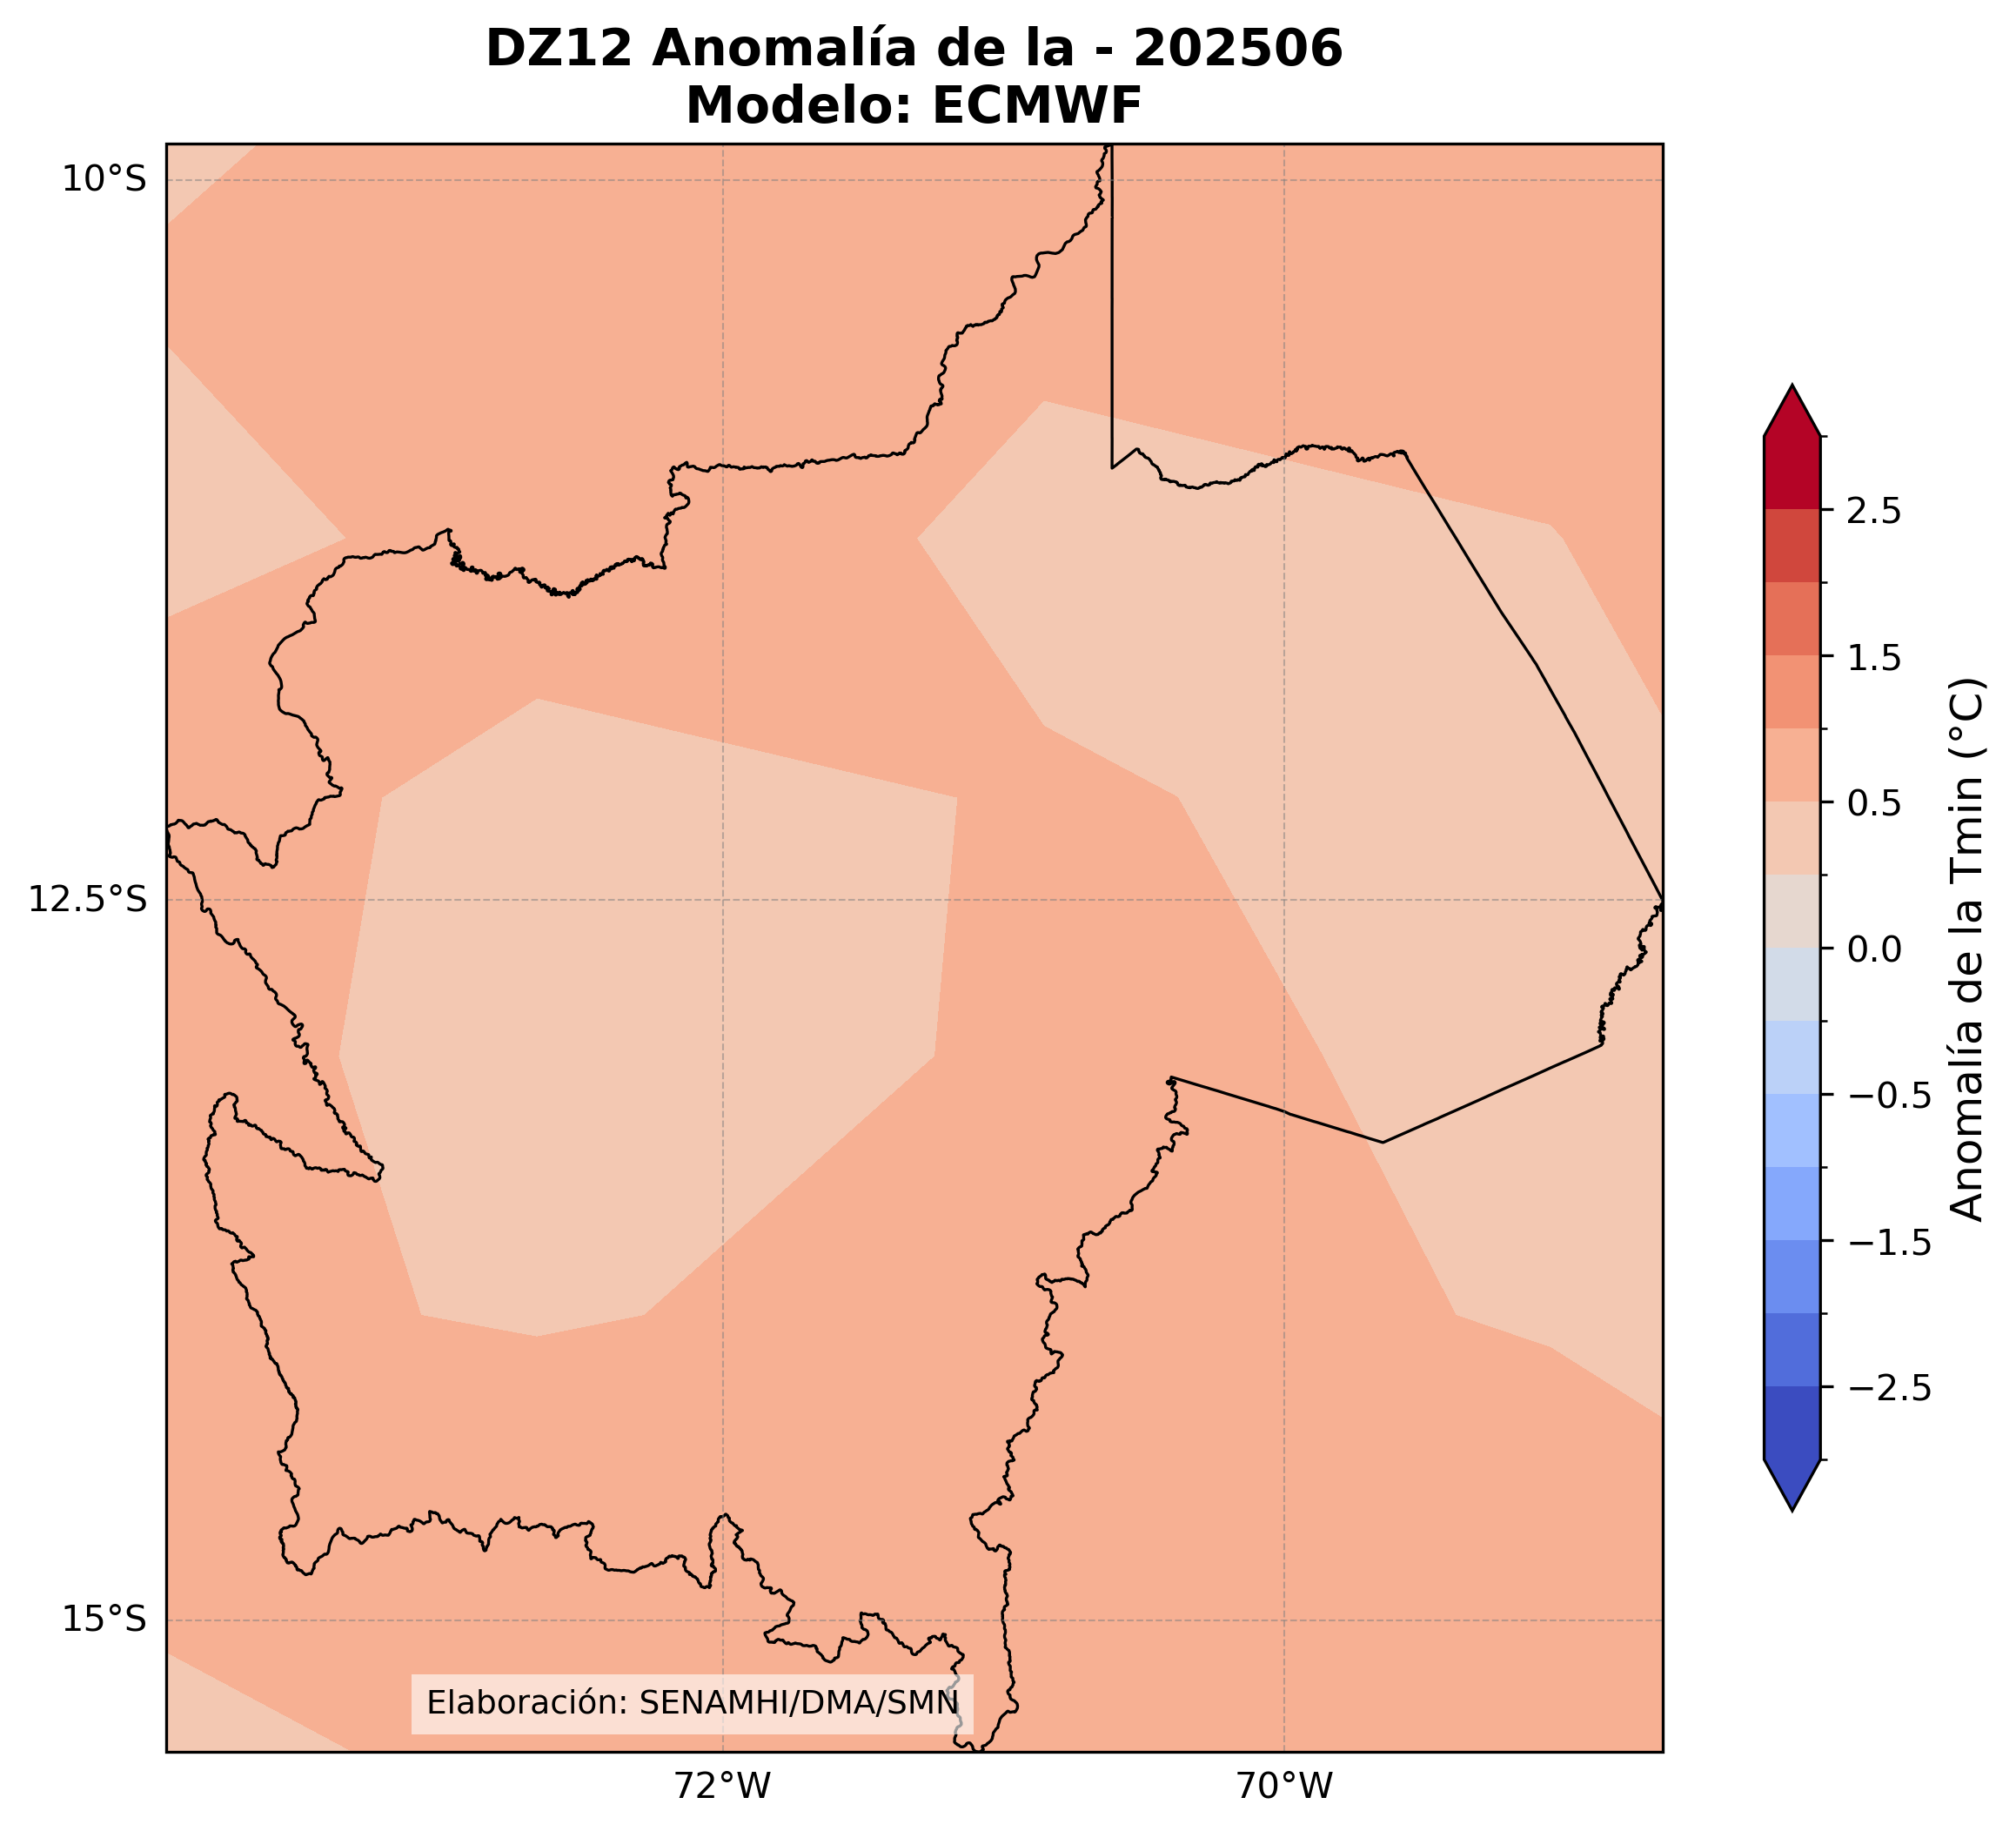 DZ12 Anomalía de la - 202506
Modelo: ECMWF
10°S
12.5°S
15°S
72°W
70°W
Elaboración: SENAMHI/DMA/SMN
2.5
1.5
0.5
0.0
−0.5
−1.5
−2.5
Anomalía de la Tmin (°C)